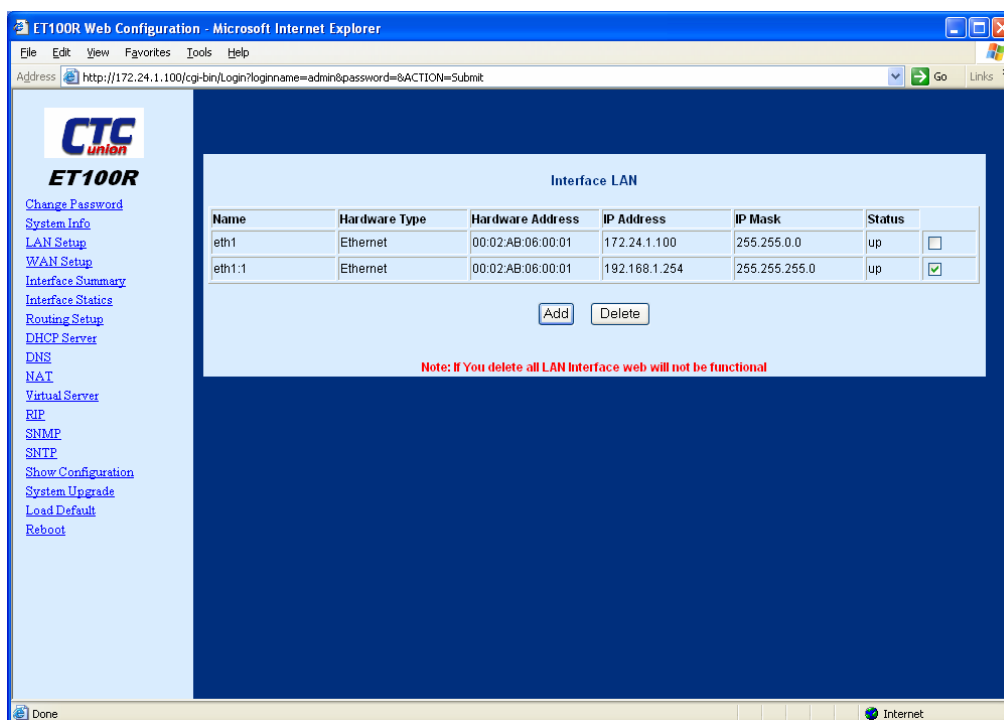 ET100R Web Configuration - Microsoft Internet Explorer
File Edit View Favorites Tools Help
Address http://172.24.1.100/cgi-bin/Login?loginname=admin&password=&ACTION=Submit Go Links
CTC
union
ET100R
Change Password
System Info
LAN Setup
WAN Setup
Interface Summary
Interface Statics
Routing Setup
DHCP Server
DNS
NAT
Virtual Server
RIP
SNMP
SNTP
Show Configuration
System Upgrade
Load Default
Reboot
Interface LAN
Name Hardware Type Hardware Address IP Address IP Mask Status
eth1 Ethernet 00:02:AB:06:00:01 172.24.1.100 255.255.0.0 up
eth1:1 Ethernet 00:02:AB:06:00:01 192.168.1.254 255.255.255.0 up
Add Delete
Note: If You delete all LAN Interface web will not be functional
Done Internet